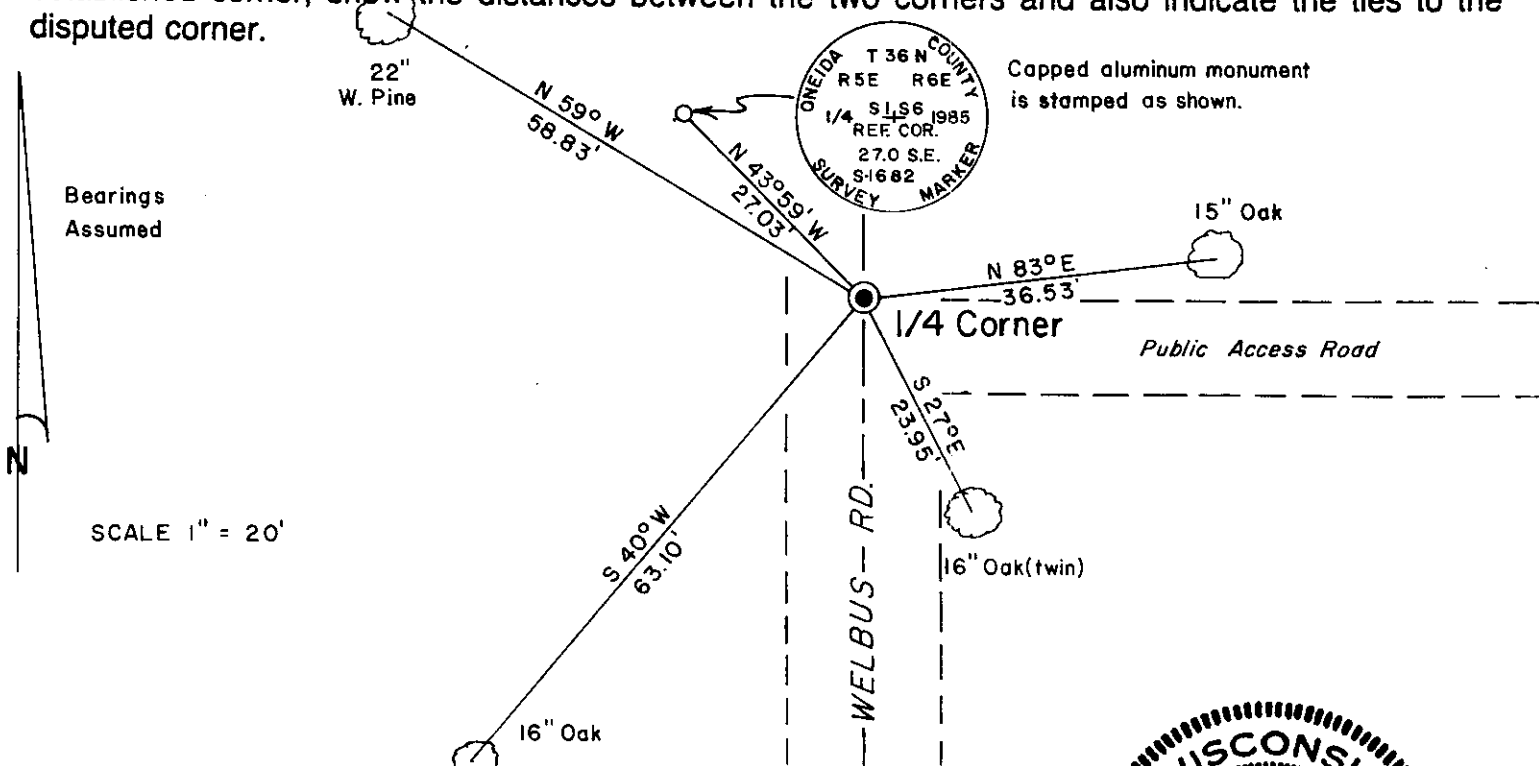 disputed corner.
22"
W. Pine
N 59° W
58.83'
N 43°59' W
27.03'
ONEIDA COUNTY
T 36 N
R5E R6E
1/4 S1 S6 1985
REF. COR.
27.0 S.E.
S-1682
SURVEY MARKER
Capped aluminum monument
is stamped as shown.
Bearings
Assumed
15" Oak
N 83° E
36.53'
1/4 Corner
Public Access Road
S 27° E
23.95'
N
SCALE 1" = 20'
S 40° W
63.10'
WELBUS RD.
16" Oak(twin)
16" Oak